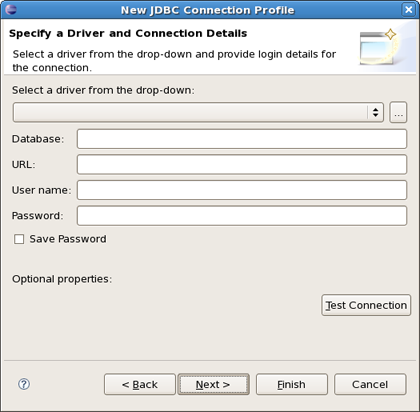 New JDBC Connection Profile
Specify a Driver and Connection Details
Select a driver from the drop-down and provide login details for
the connection.
Select a driver from the drop-down:
...
Database:
URL:
User name:
Password:
Save Password
Optional properties:
Test Connection
?
< Back
Next >
Finish
Cancel